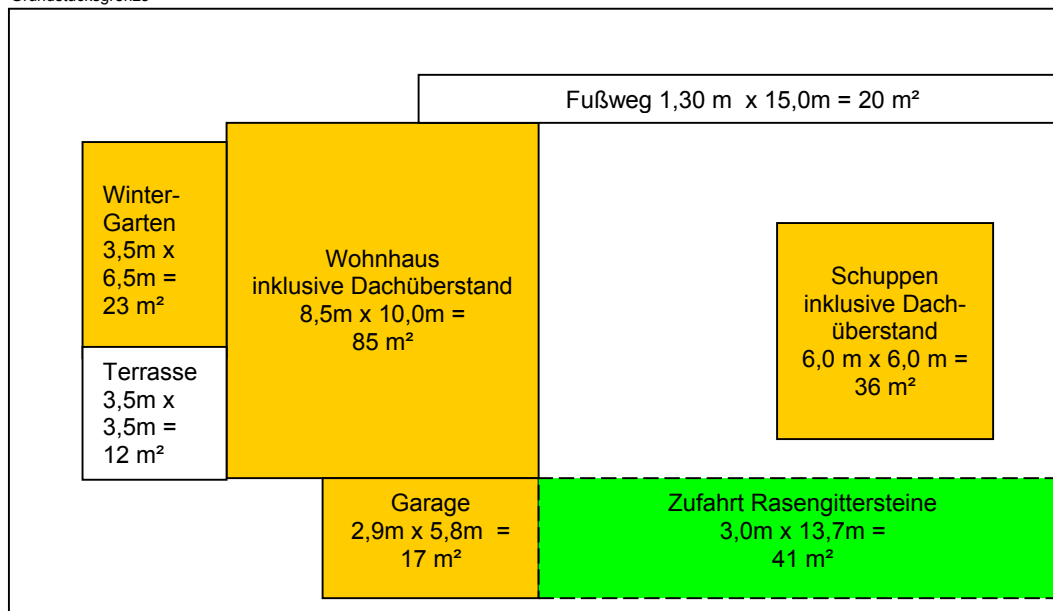 Grundstücksgrenze
Fußweg 1,30 m x 15,0m = 20 m²
Winter-
Garten
3,5m x
6,5m =
23 m²
Wohnhaus
inklusive Dachüberstand
8,5m x 10,0m =
85 m²
Schuppen
inklusive Dach-
überstand
6,0 m x 6,0 m =
36 m²
Terrasse
3,5m x
3,5m =
12 m²
Garage
2,9m x 5,8m =
17 m²
Zufahrt Rasengittersteine
3,0m x 13,7m =
41 m²